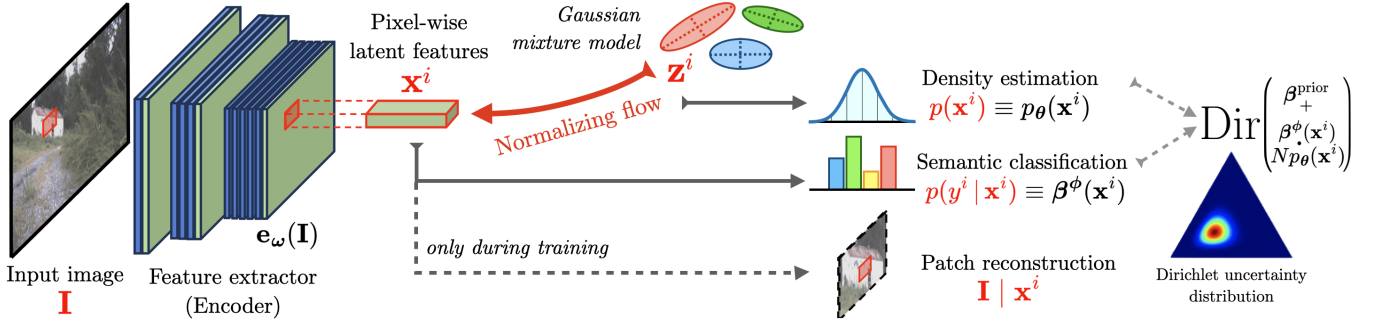 Input image
I
Feature extractor
(Encoder)
e_ω(I)
Pixel-wise
latent features
x^i
Gaussian
mixture model
z^i
Normalizing flow
only during training
Density estimation
p(x^i) ≡ p_θ(x^i)
Semantic classification
p(y^i | x^i) ≡ β^ϕ(x^i)
Patch reconstruction
I | x^i
Dir
β^prior
+
β^ϕ(x^i)
·
Np_θ(x^i)
Dirichlet uncertainty
distribution